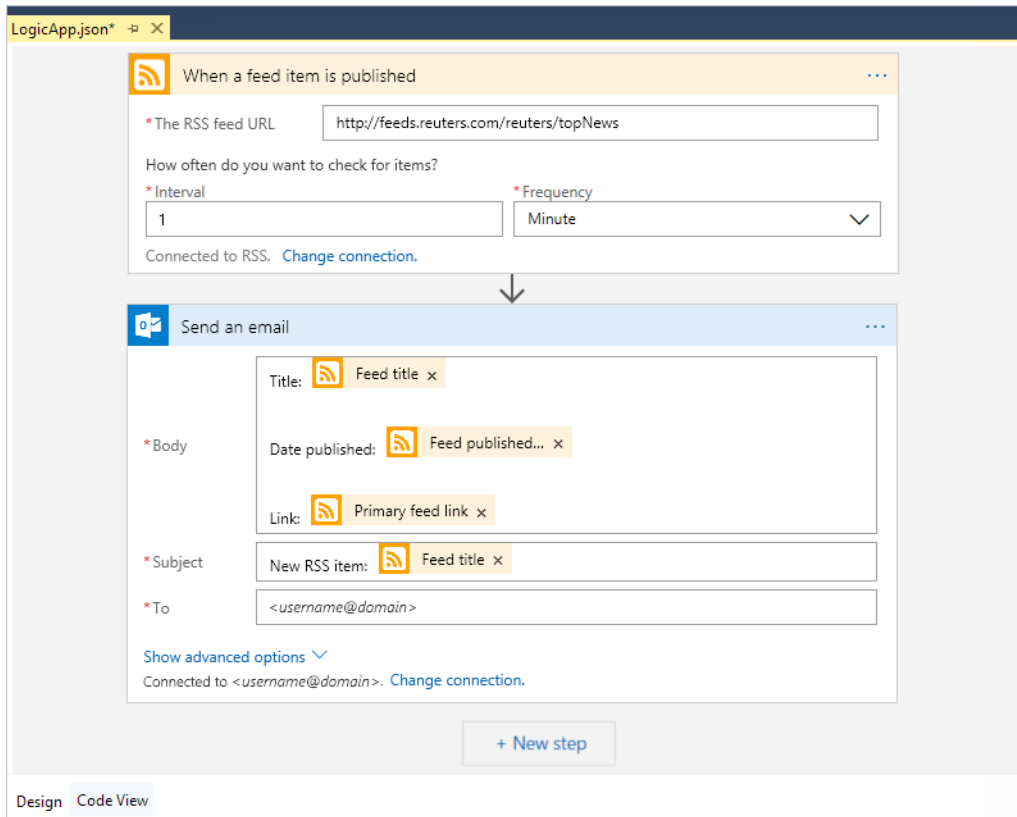 LogicApp.json*
When a feed item is published
* The RSS feed URL http://feeds.reuters.com/reuters/topNews
How often do you want to check for items?
* Interval * Frequency
1 Minute
Connected to RSS. Change connection.
Send an email
Title: Feed title ×
* Body Date published: Feed published... ×
Link: Primary feed link ×
* Subject New RSS item: Feed title ×
* To <username@domain>
Show advanced options
Connected to <username@domain>. Change connection.
+ New step
Design Code View